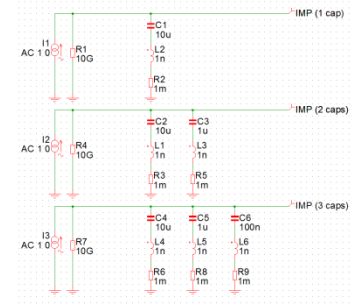 IMP (1 cap)
C1
10u
I1
AC 1 0
R1
10G
L2
1n
R2
1m
IMP (2 caps)
C2
10u
C3
1u
I2
AC 1 0
R4
10G
L1
1n
L3
1n
R3
1m
R5
1m
IMP (3 caps)
C4
10u
C5
1u
C6
100n
I3
AC 1 0
R7
10G
L4
1n
L5
1n
L6
1n
R6
1m
R8
1m
R9
1m